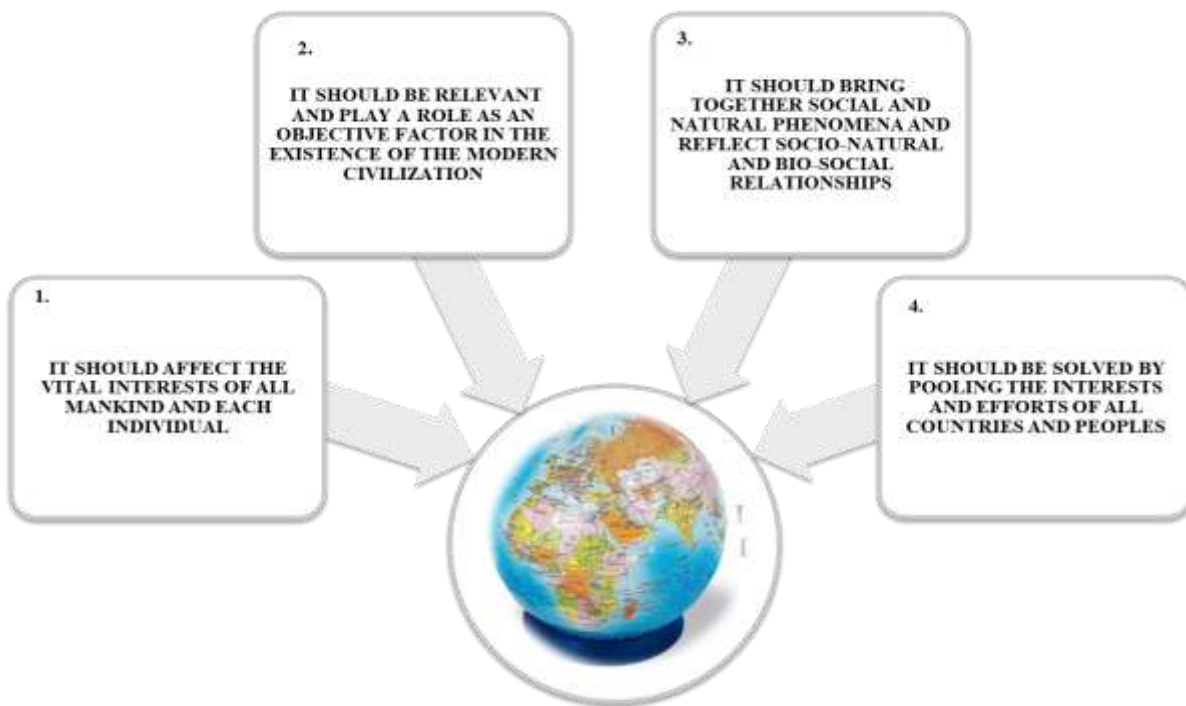 1.
IT SHOULD AFFECT THE
VITAL INTERESTS OF ALL
MANKIND AND EACH
INDIVIDUAL
2.
IT SHOULD BE RELEVANT
AND PLAY A ROLE AS AN
OBJECTIVE FACTOR IN THE
EXISTENCE OF THE MODERN
CIVILIZATION
3.
IT SHOULD BRING
TOGETHER SOCIAL AND
NATURAL PHENOMENA AND
REFLECT SOCIO-NATURAL
AND BIO-SOCIAL
RELATIONSHIPS
4.
IT SHOULD BE SOLVED BY
POOLING THE INTERESTS
AND EFFORTS OF ALL
COUNTRIES AND PEOPLES